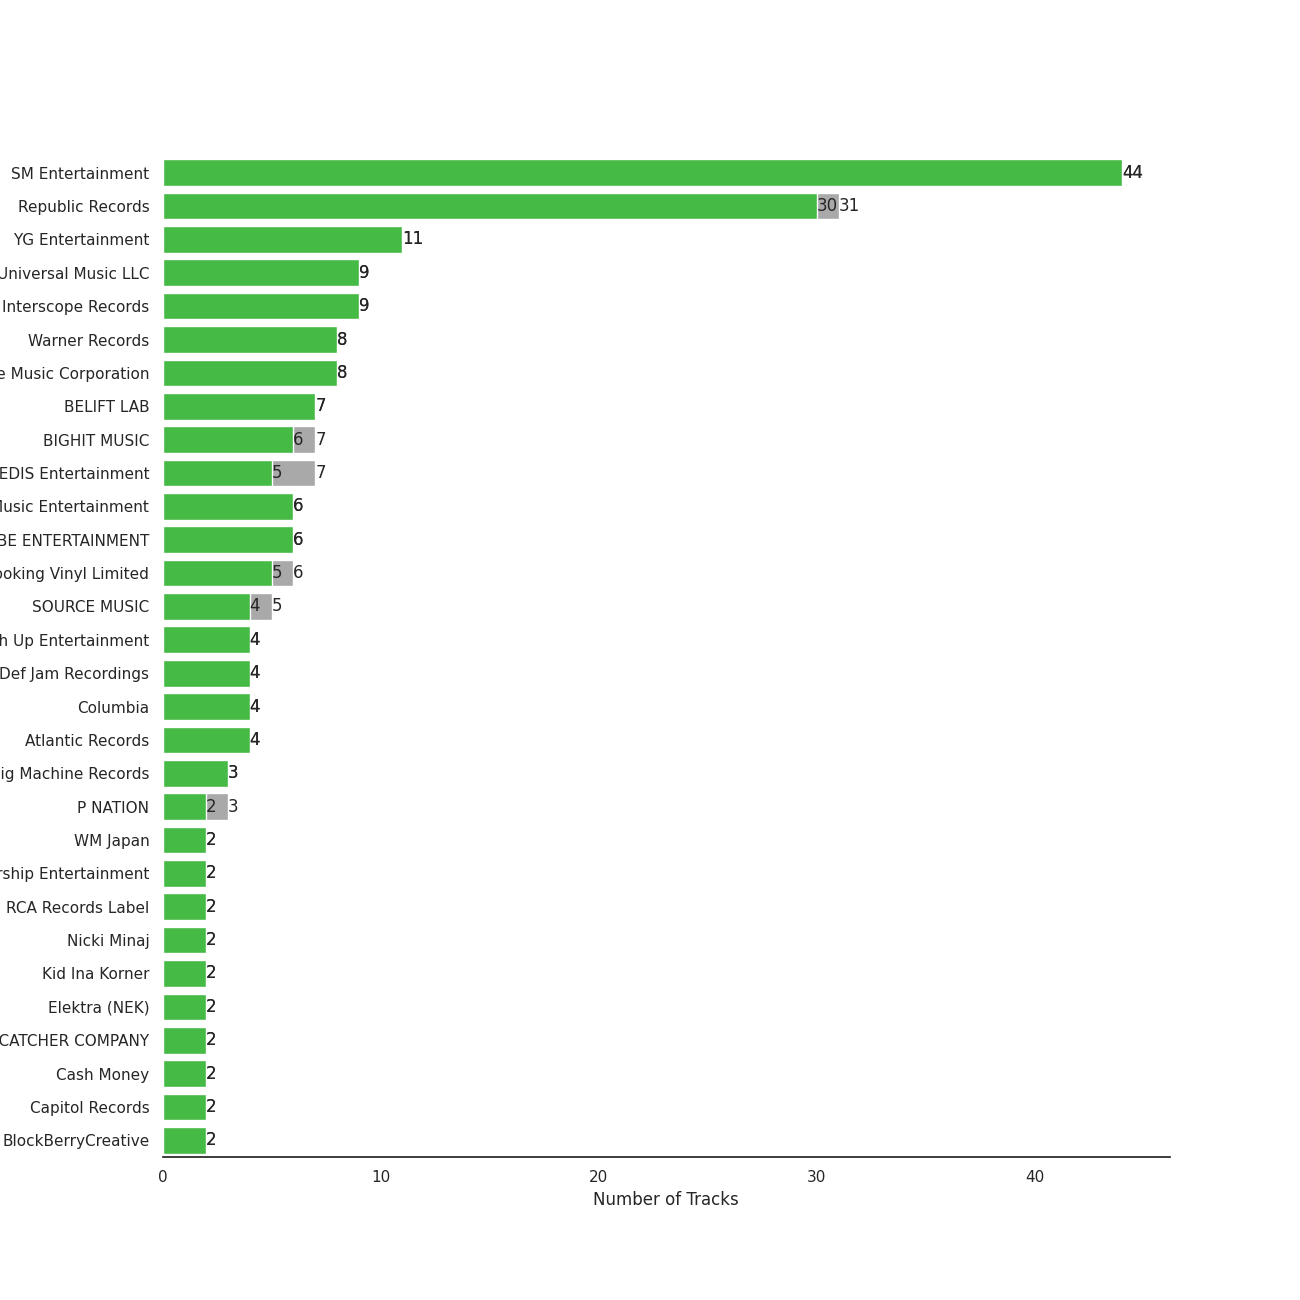 SM Entertainment 44
Republic Records 30 31
YG Entertainment 11
Universal Music LLC 9
Interscope Records 9
Warner Records 8
Music Corporation 8
BELIFT LAB 7
BIGHIT MUSIC 6 7
EDIS Entertainment 5 7
Music Entertainment 6
BE ENTERTAINMENT 6
ooking Vinyl Limited 5 6
SOURCE MUSIC 4 5
h Up Entertainment 4
Def Jam Recordings 4
Columbia 4
Atlantic Records 4
ig Machine Records 3
P NATION 2 3
WM Japan 2
rship Entertainment 2
RCA Records Label 2
Nicki Minaj 2
Kid Ina Korner 2
Elektra (NEK) 2
CATCHER COMPANY 2
Cash Money 2
Capitol Records 2
BlockBerryCreative 2
0 10 20 30 40
Number of Tracks